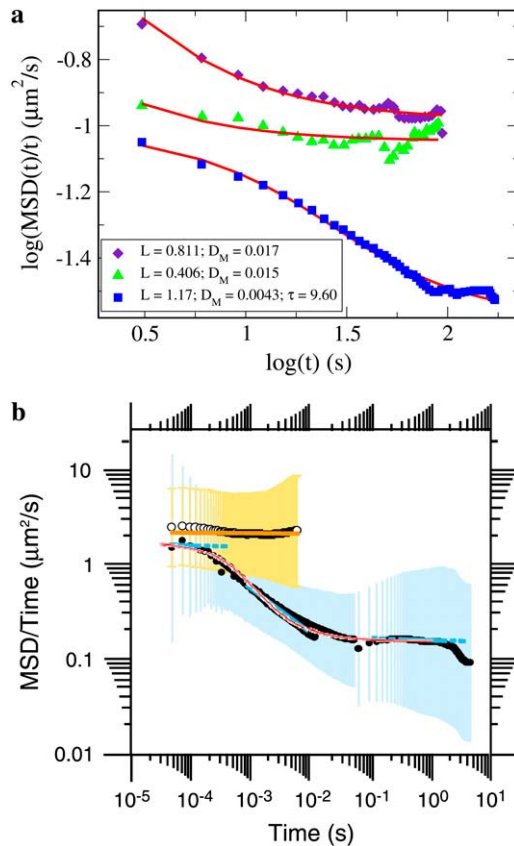 a
log(MSD(t)/t) (μm²/s)
-0.8
-1
-1.2
-1.4
L = 0.811; D_M = 0.017
L = 0.406; D_M = 0.015
L = 1.17; D_M = 0.0043; τ = 9.60
0.5 1 1.5 2
log(t) (s)
b
MSD/Time (μm²/s)
10
1
0.1
0.01
10⁻⁵ 10⁻⁴ 10⁻³ 10⁻² 10⁻¹ 10⁰ 10¹
Time (s)